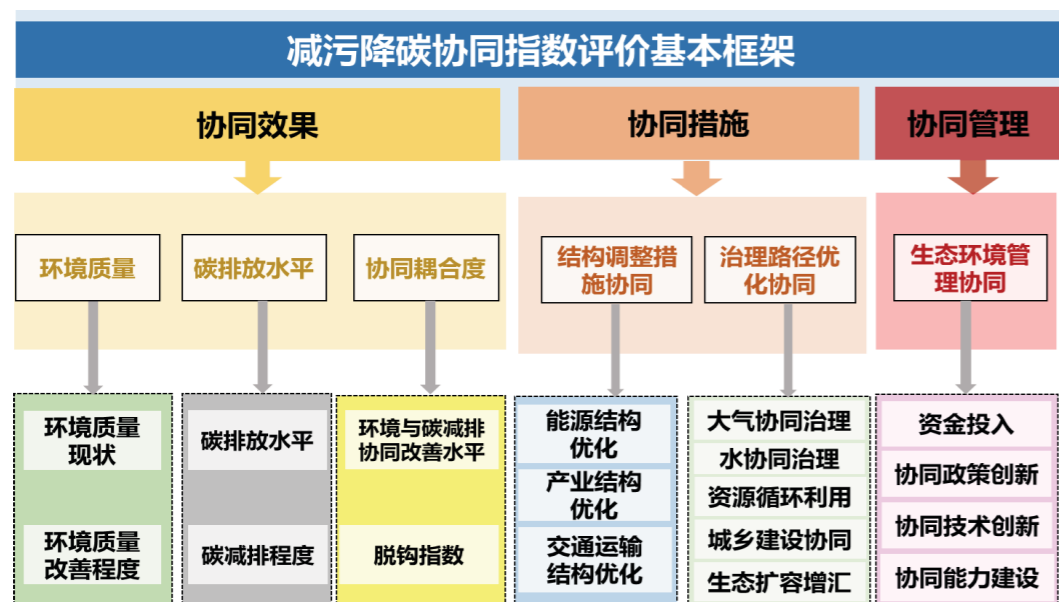 减污降碳协同指数评价基本框架
协同效果
协同措施
协同管理
环境质量
碳排放水平
协同耦合度
结构调整措
施协同
治理路径优
化协同
生态环境管
理协同
环境质量
现状
环境质量
改善程度
碳排放水平
碳减排程度
环境与碳减排
协同改善水平
脱钩指数
能源结构
优化
产业结构
优化
交通运输
结构优化
大气协同治理
水协同治理
资源循环利用
城乡建设协同
生态扩容增汇
资金投入
协同政策创新
协同技术创新
协同能力建设